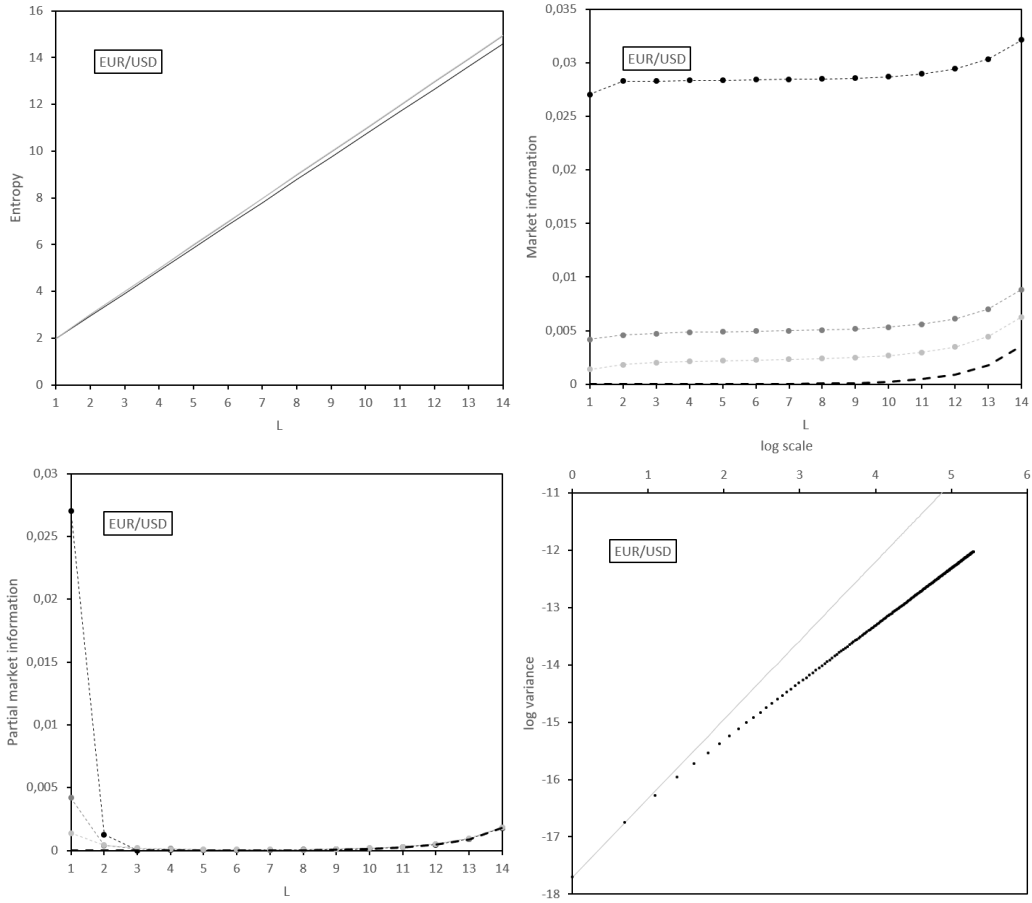 16
14
12
10
8
6
4
2
0
Entropy
EUR/USD
1 2 3 4 5 6 7 8 9 10 11 12 13 14
L
0,035
0,03
0,025
0,02
0,015
0,01
0,005
0
Market information
EUR/USD
1 2 3 4 5 6 7 8 9 10 11 12 13 14
L
0,03
0,025
0,02
0,015
0,01
0,005
0
Partial market information
EUR/USD
1 2 3 4 5 6 7 8 9 10 11 12 13 14
L
log scale
0 1 2 3 4 5 6
-11
-12
-13
-14
-15
-16
-17
-18
log variance
EUR/USD